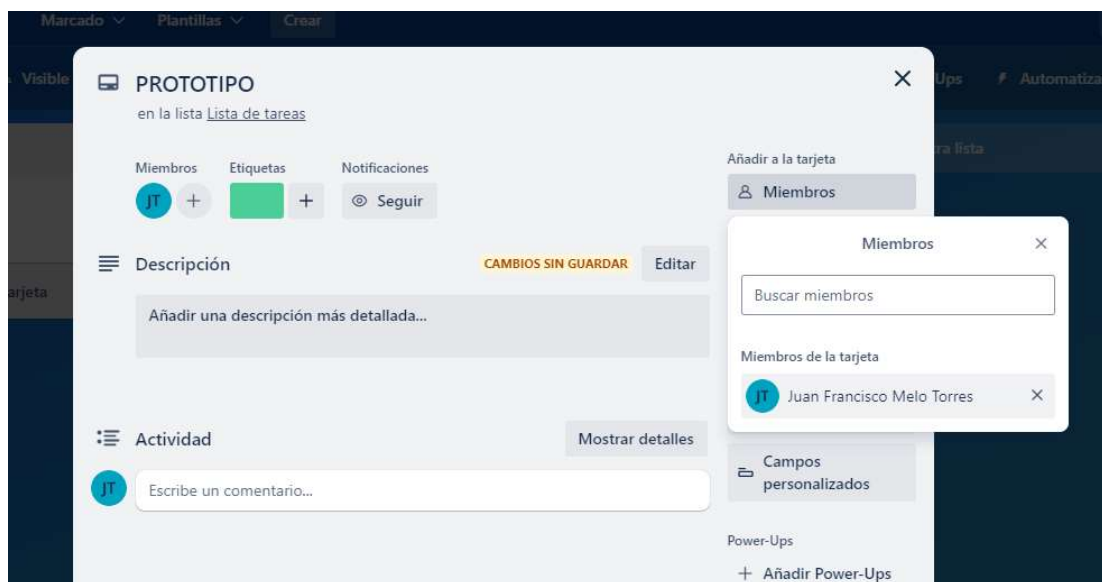 Marcado Plantillas Crear
Visible
Ups Automatiza
PROTOTIPO
en la lista Lista de tareas
ra lista
Miembros Etiquetas Notificaciones
JT + + Seguir
Añadir a la tarjeta
Miembros
Descripción CAMBIOS SIN GUARDAR Editar
arjeta
Añadir una descripción más detallada...
Miembros
Buscar miembros
Miembros de la tarjeta
JT Juan Francisco Melo Torres
Actividad Mostrar detalles
JT Escribe un comentario...
Campos
personalizados
Power-Ups
+ Añadir Power-Ups